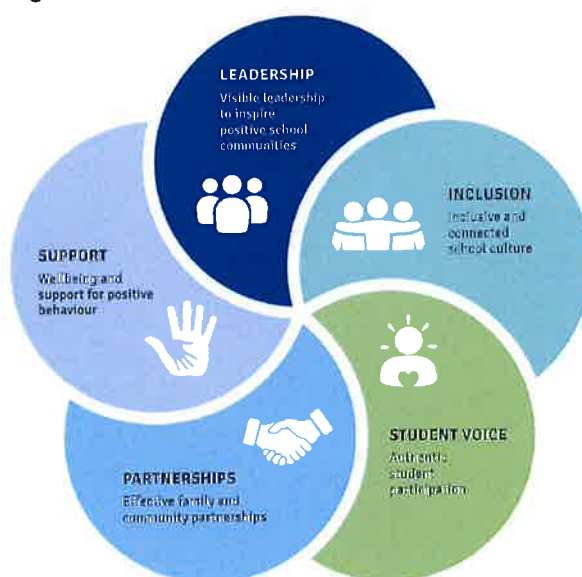 LEADERSHIP
Visible leadership
to inspire
positive school
communities
INCLUSION
Inclusive and
connected
school culture
STUDENT VOICE
Authentic
student
participation
PARTNERSHIPS
Effective family and
community partnerships
SUPPORT
Wellbeing and
support for positive
behaviour